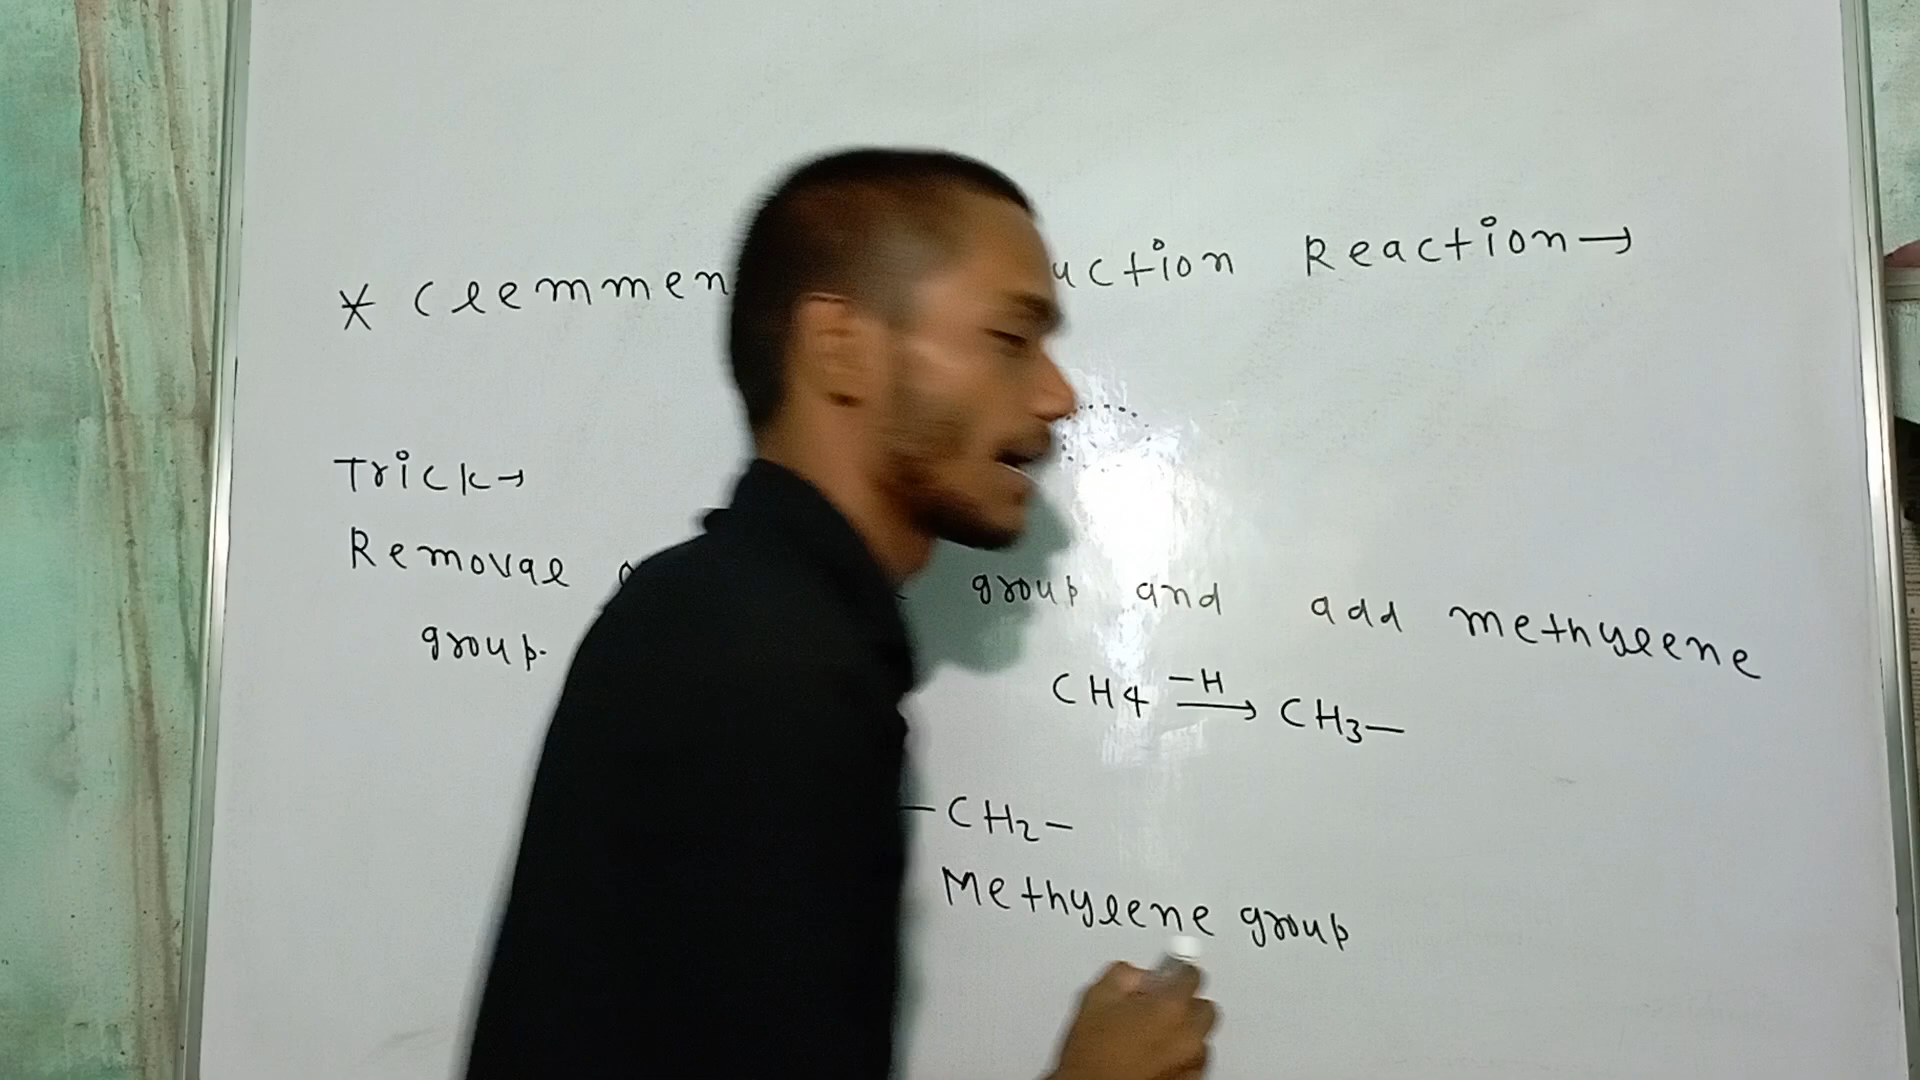 * Clemmen uction Reaction→
Trick→
Removal group and add methylene
group.
CH4 —H→ CH3—
—CH2—
Methylene group